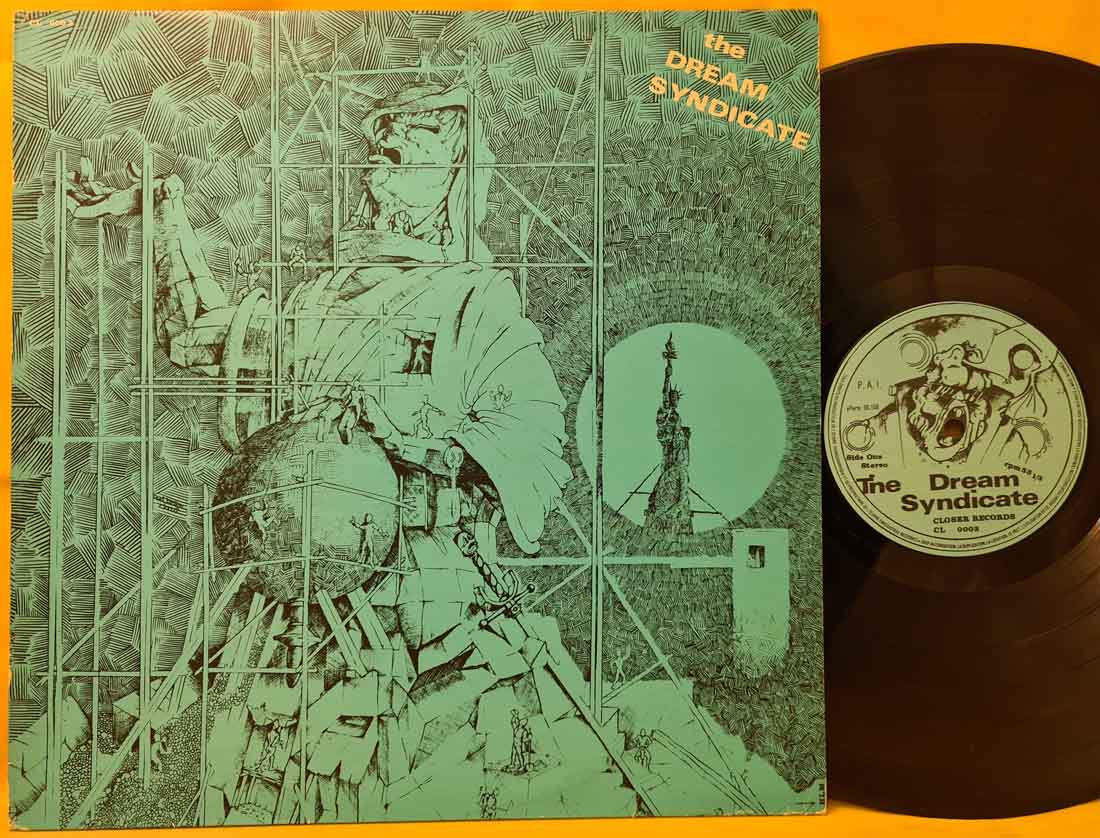 CL 0003
the
DREAM
SYNDICATE
P.A.I.
Side One
Stereo
rpm 33 1/3
The Dream
Syndicate
CLOSER RECORDS
CL 0003